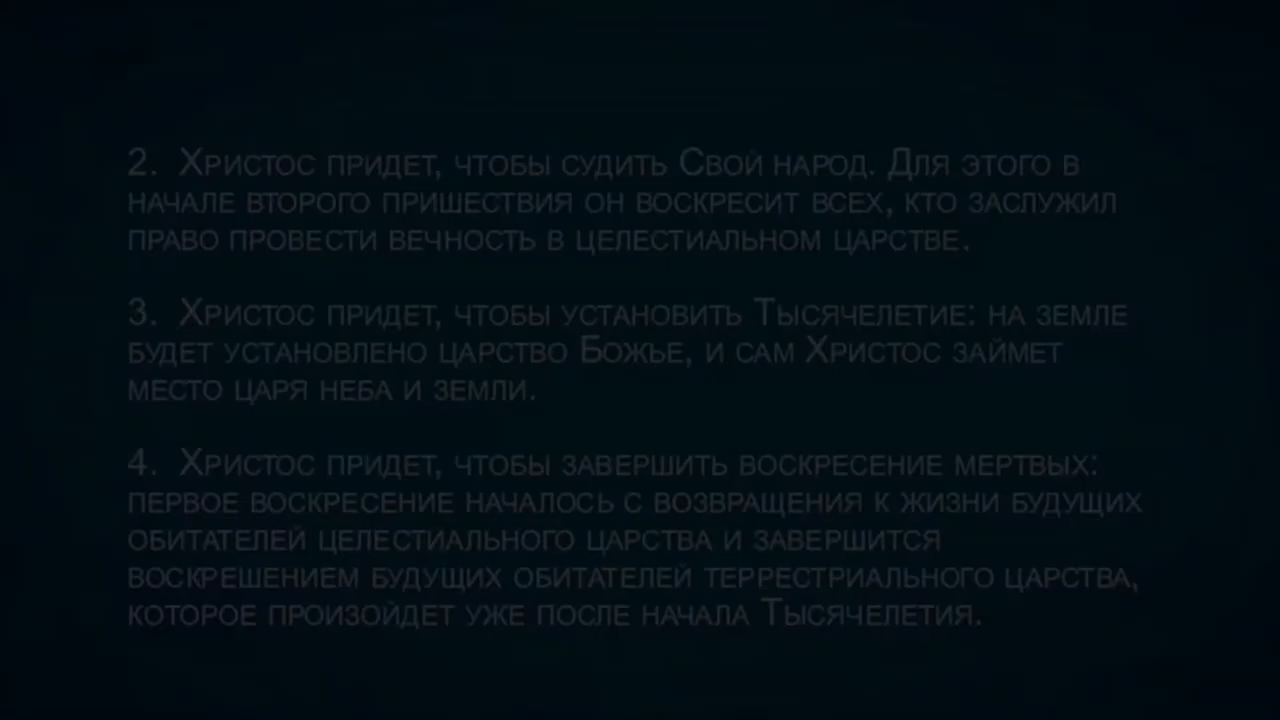 2. Христос придет, чтобы судить Свой народ. Для этого в
начале второго пришествия он воскресит всех, кто заслужил
право провести вечность в целестиальном царстве.
3. Христос придет, чтобы установить Тысячелетие: на земле
будет установлено царство Божье, и сам Христос займет
место царя неба и земли.
4. Христос придет, чтобы завершить воскресение мертвых:
первое воскресение началось с возвращения к жизни будущих
обитателей целестиального царства и завершится
воскрешением будущих обитателей террестриального царства,
которое произойдет уже после начала Тысячелетия.